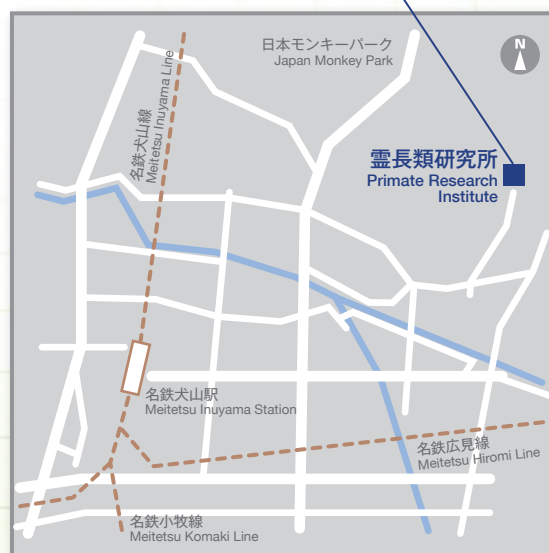 日本モンキーパーク
Japan Monkey Park
N
名鉄犬山線
Meitetsu Inuyama Line
霊長類研究所
Primate Research
Institute
名鉄犬山駅
Meitetsu Inuyama Station
名鉄広見線
Meitetsu Hiromi Line
名鉄小牧線
Meitetsu Komaki Line